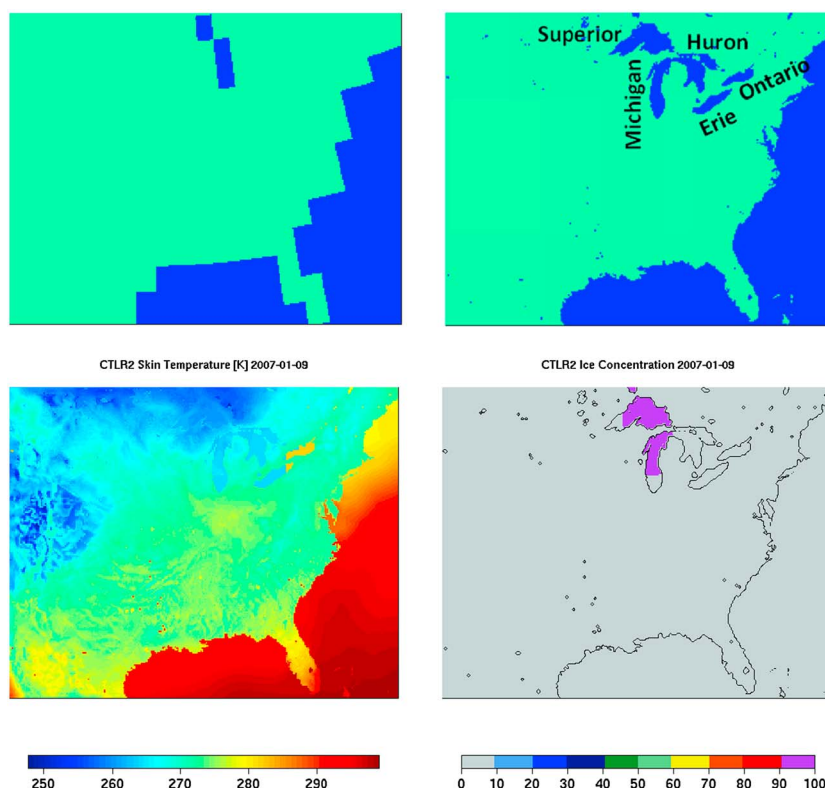 Superior
Huron
Michigan
Ontario
Erie
CTLR2 Skin Temperature [K] 2007-01-09
CTLR2 Ice Concentration 2007-01-09
250 260 270 280 290
0 10 20 30 40 50 60 70 80 90 100